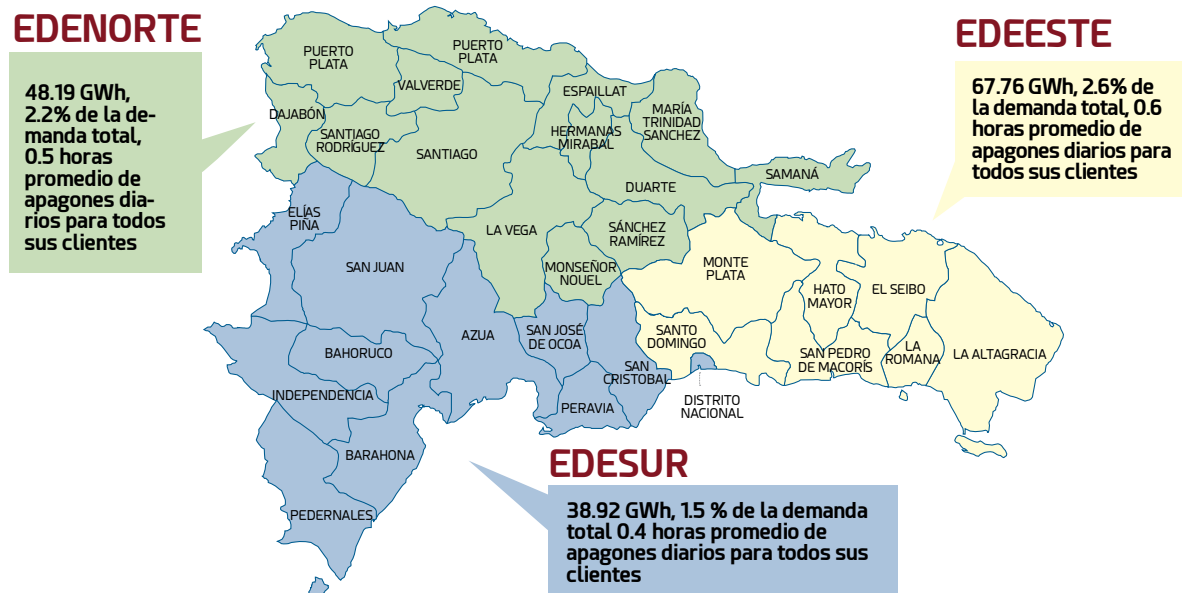 EDENORTE
48.19 GWh,
2.2% de la de-
manda total,
0.5 horas
promedio de
apagones dia-
rios para todos
sus clientes
EDEESTE
67.76 GWh, 2.6% de
la demanda total, 0.6
horas promedio de
apagones diarios para
todos sus clientes
PUERTO
PLATA
PUERTO
PLATA
VALVERDE
ESPAILLAT
DAJABÓN
SANTIAGO
RODRÍGUEZ
SANTIAGO
HERMANAS
MIRABAL
MARÍA
TRINIDAD
SANCHEZ
SAMANÁ
DUARTE
LA VEGA
SÁNCHEZ
RAMÍREZ
MONSEÑOR
NOUEL
ELÍAS
PIÑA
SAN JUAN
AZUA
SAN JOSÉ
DE OCOA
SAN
CRISTOBAL
PERAVIA
BAHORUCO
INDEPENDENCIA
BARAHONA
PEDERNALES
MONTE
PLATA
HATO
MAYOR
EL SEIBO
SANTO
DOMINGO
SAN PEDRO
DE MACORÍS
LA
ROMANA
LA ALTAGRACIA
DISTRITO
NACIONAL
EDESUR
38.92 GWh, 1.5 % de la demanda
total 0.4 horas promedio de
apagones diarios para todos sus
clientes